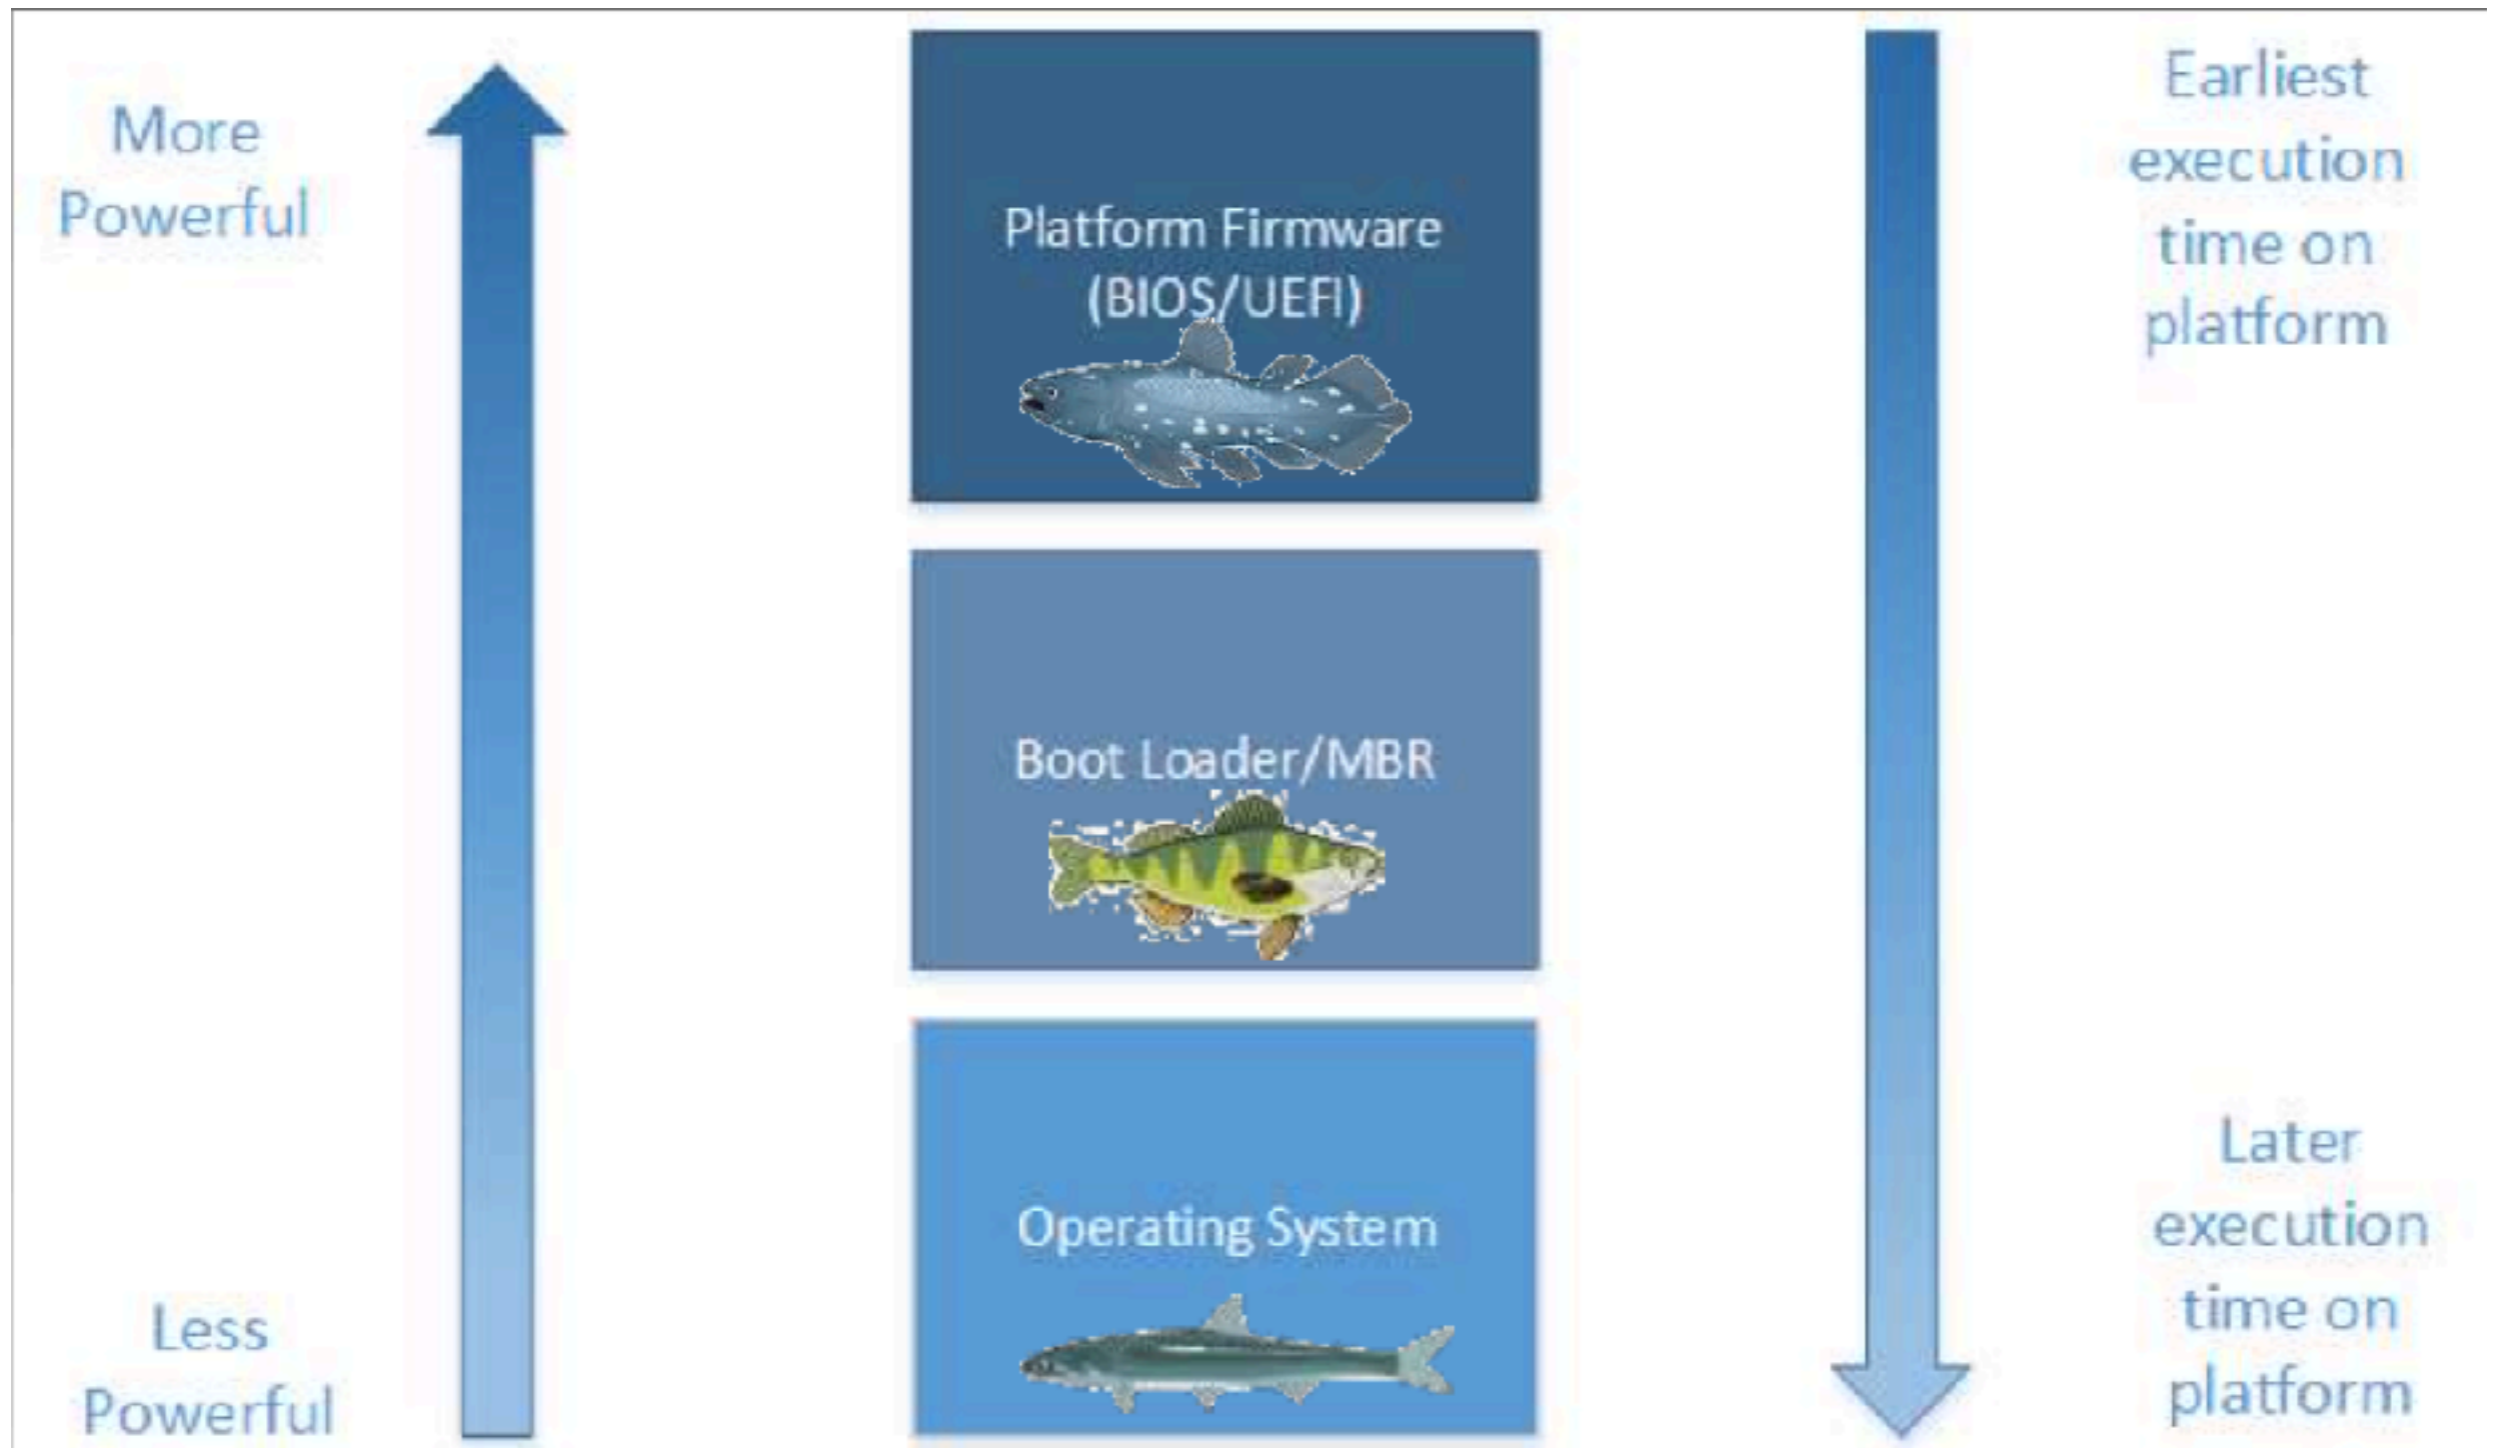 More
Powerful
Less
Powerful
Platform Firmware
(BIOS/UEFI)
Boot Loader/MBR
Operating System
Earliest
execution
time on
platform
Later
execution
time on
platform